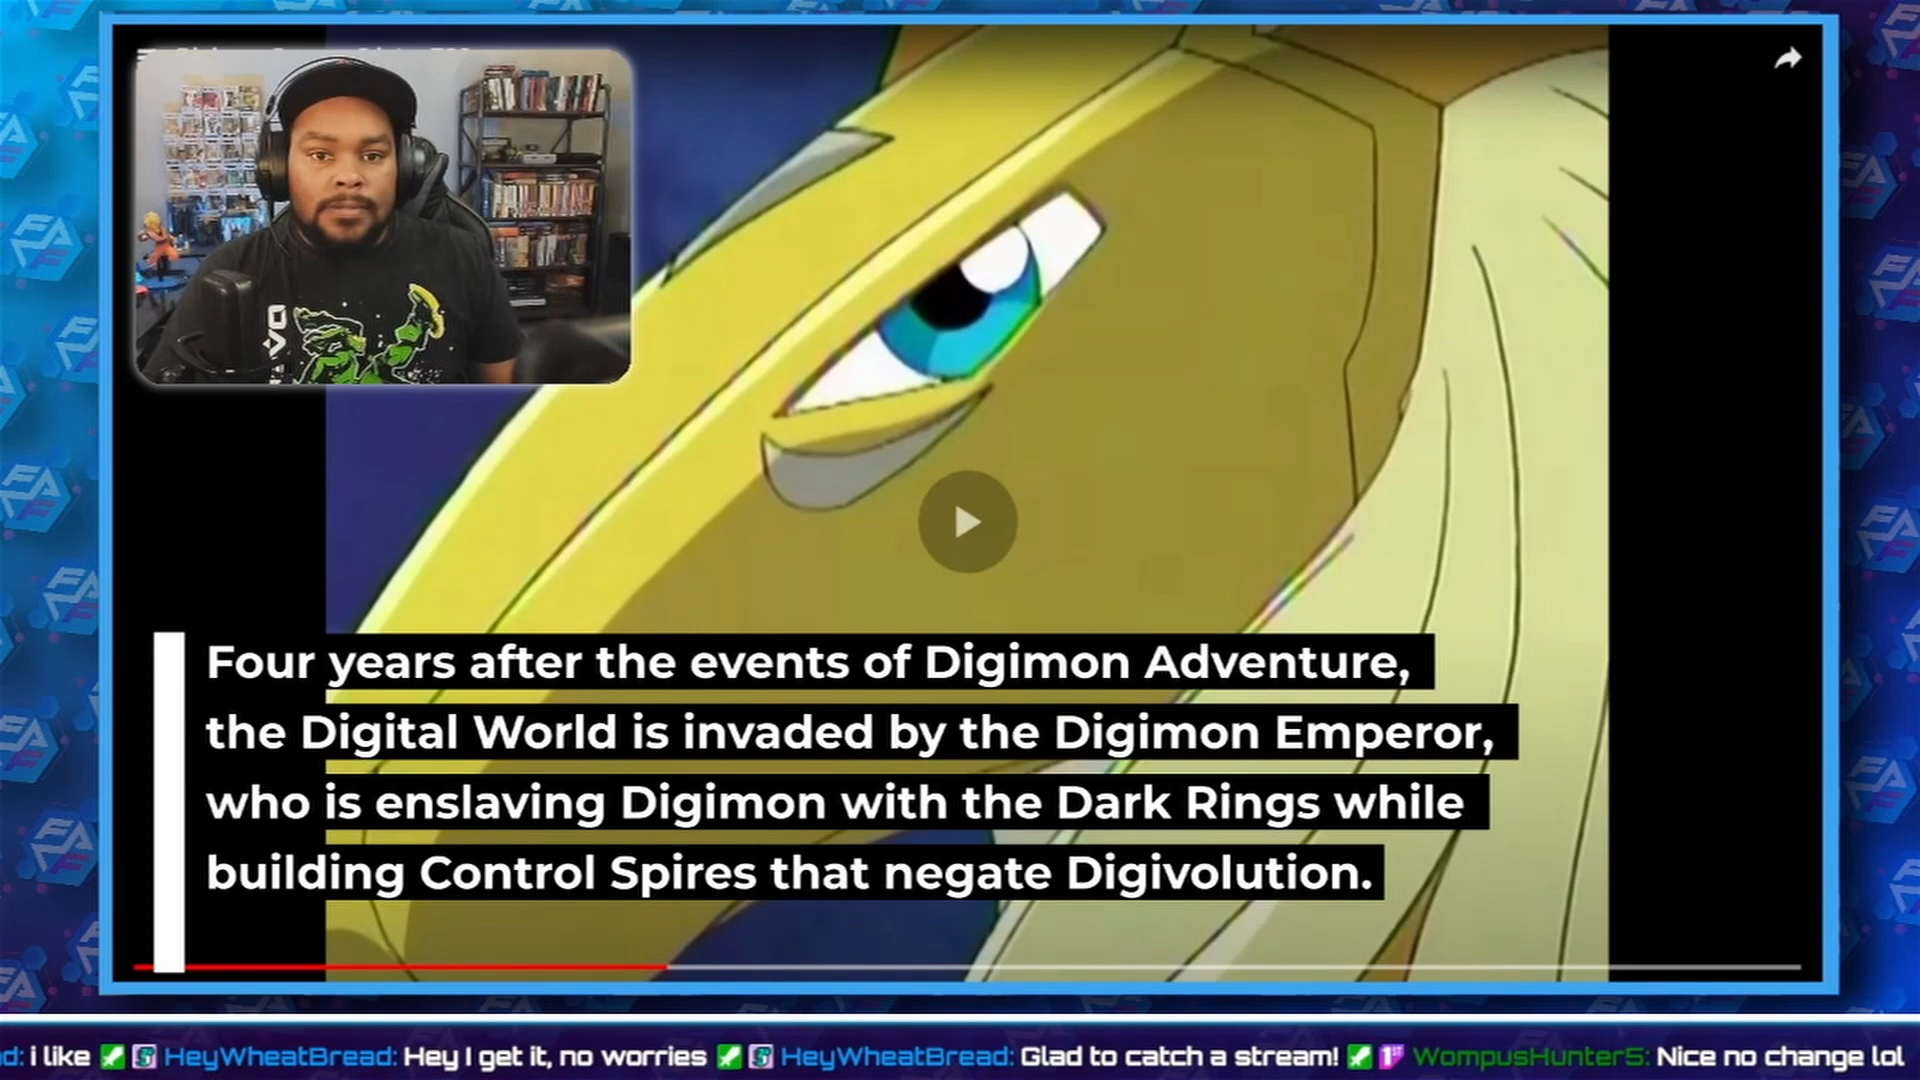 Four years after the events of Digimon Adventure,
the Digital World is invaded by the Digimon Emperor,
who is enslaving Digimon with the Dark Rings while
building Control Spires that negate Digivolution.
d: i like HeyWheatBread: Hey I get it, no worries HeyWheatBread: Glad to catch a stream! 1st WompusHunter5: Nice no change lol